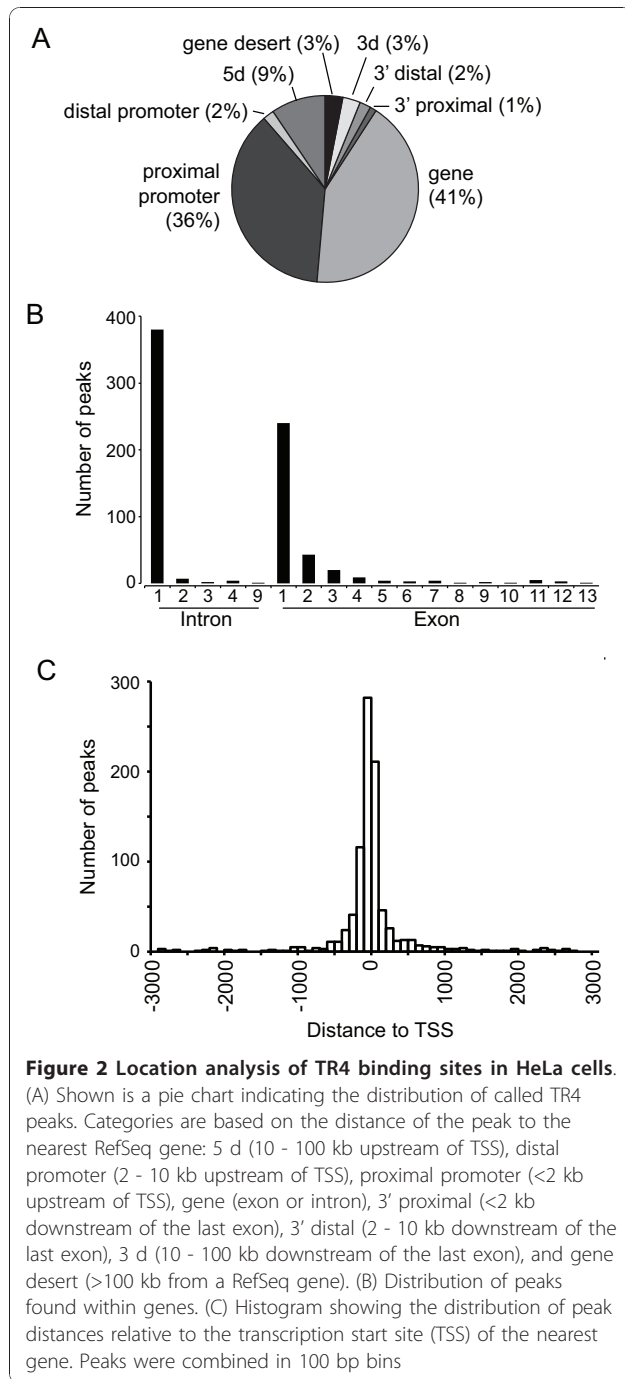 A
gene desert (3%)
3d (3%)
5d (9%)
3’ distal (2%)
distal promoter (2%)
3’ proximal (1%)
proximal
promoter
(36%)
gene
(41%)
B
400
300
200
100
0
Number of peaks
1 2 3 4 9 1 2 3 4 5 6 7 8 9 10 11 12 13
Intron Exon
C
300
200
100
0
Number of peaks
-3000 -2000 -1000 0 1000 2000 3000
Distance to TSS
Figure 2 Location analysis of TR4 binding sites in HeLa cells.
(A) Shown is a pie chart indicating the distribution of called TR4
peaks. Categories are based on the distance of the peak to the
nearest RefSeq gene: 5 d (10 - 100 kb upstream of TSS), distal
promoter (2 - 10 kb upstream of TSS), proximal promoter (<2 kb
upstream of TSS), gene (exon or intron), 3’ proximal (<2 kb
downstream of the last exon), 3’ distal (2 - 10 kb downstream of the
last exon), 3 d (10 - 100 kb downstream of the last exon), and gene
desert (>100 kb from a RefSeq gene). (B) Distribution of peaks
found within genes. (C) Histogram showing the distribution of peak
distances relative to the transcription start site (TSS) of the nearest
gene. Peaks were combined in 100 bp bins